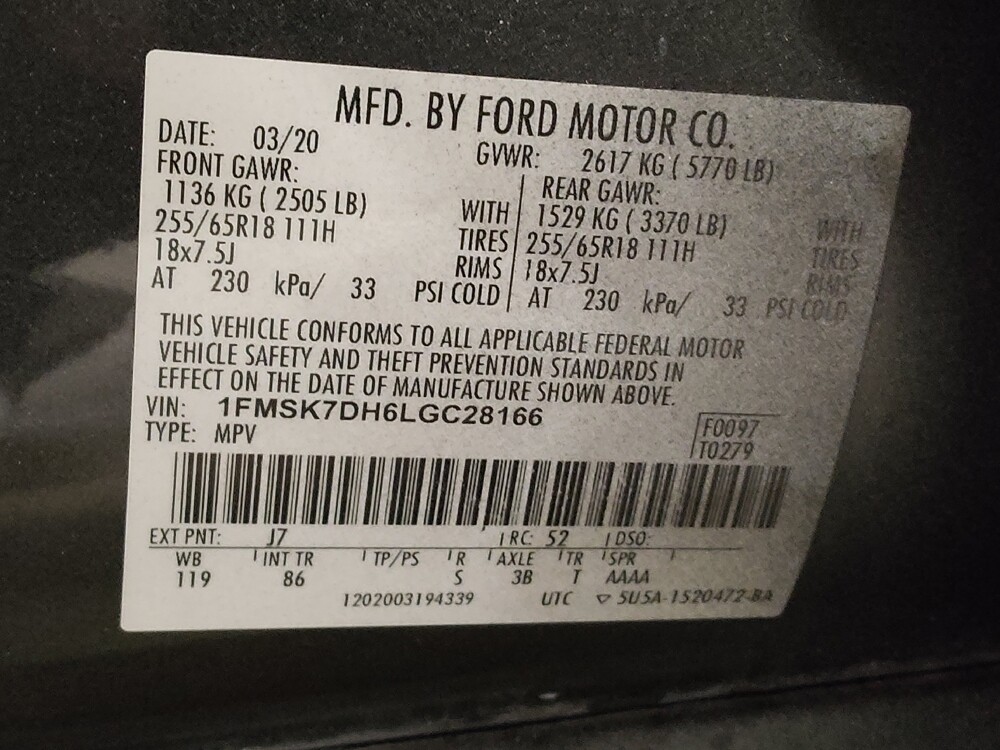 MFD. BY FORD MOTOR CO.
DATE: 03/20 GVWR: 2617 KG ( 5770 LB)
FRONT GAWR: REAR GAWR:
1136 KG ( 2505 LB) WITH 1529 KG ( 3370 LB) WITH
255/65R18 111H TIRES 255/65R18 111H TIRES
18x7.5J RIMS 18x7.5J RIMS
AT 230 kPa/ 33 PSI COLD AT 230 kPa/ 33 PSI COLD
THIS VEHICLE CONFORMS TO ALL APPLICABLE FEDERAL MOTOR
VEHICLE SAFETY AND THEFT PREVENTION STANDARDS IN
EFFECT ON THE DATE OF MANUFACTURE SHOWN ABOVE.
VIN: 1FMSK7DH6LGC28166
TYPE: MPV
F0097
T0279
EXT PNT: J7 RC: 52 DSO:
WB INT TR TP/PS R AXLE TR SPR
119 86 S 3B T AAAA
1202003194339 UTC ▽ 5U5A-1520472-BA